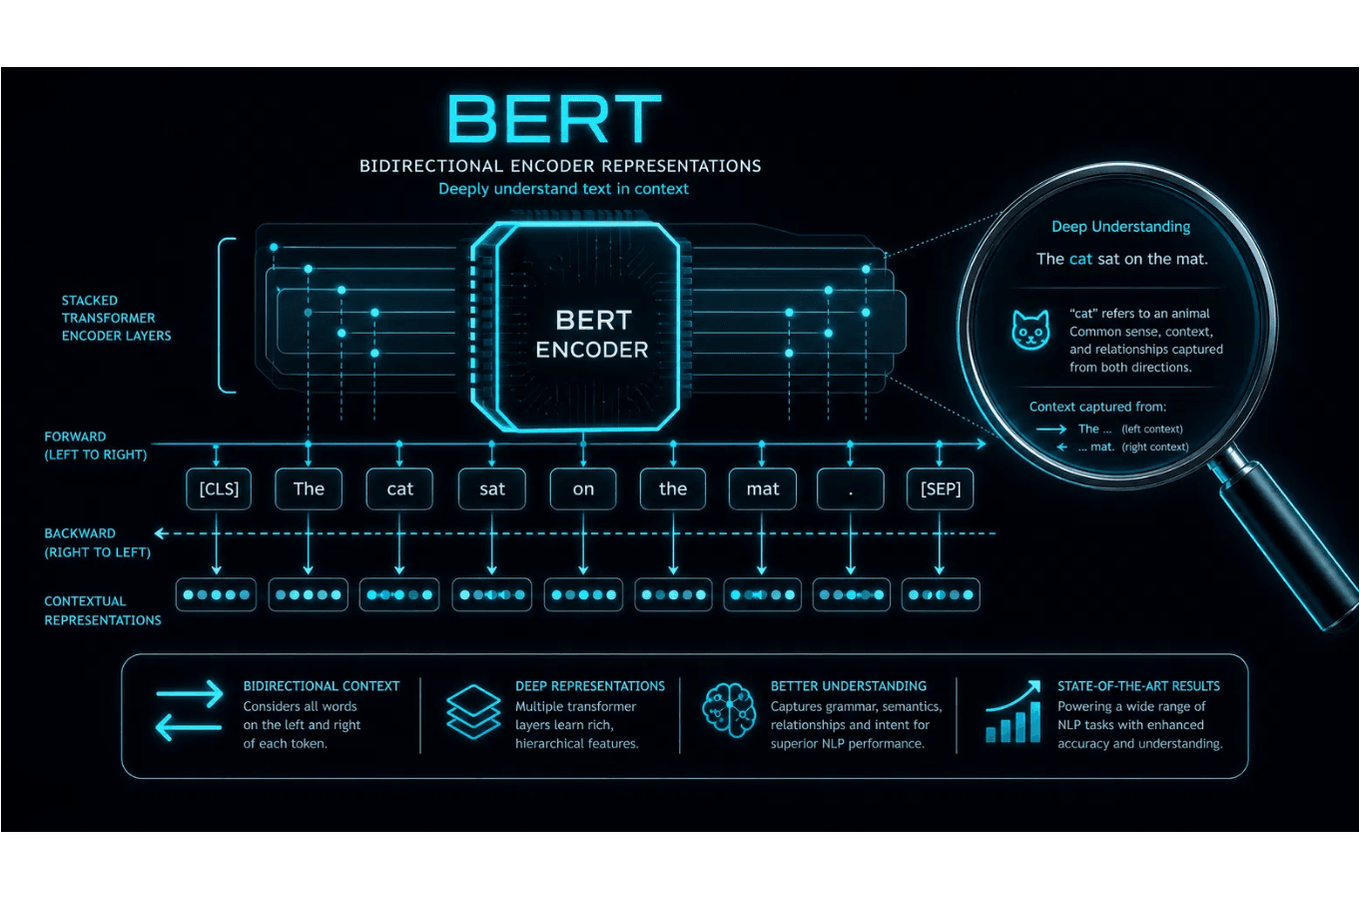 BERT
BIDIRECTIONAL ENCODER REPRESENTATIONS
Deeply understand text in context
STACKED
TRANSFORMER
ENCODER LAYERS
BERT
ENCODER
Deep Understanding
The cat sat on the mat.
“cat” refers to an animal
Common sense, context,
and relationships captured
from both directions.
Context captured from:
The ... (left context)
... mat. (right context)
FORWARD
(LEFT TO RIGHT)
[CLS] The cat sat on the mat . [SEP]
BACKWARD
(RIGHT TO LEFT)
CONTEXTUAL
REPRESENTATIONS
BIDIRECTIONAL CONTEXT
Considers all words
on the left and right
of each token.
DEEP REPRESENTATIONS
Multiple transformer
layers learn rich,
hierarchical features.
BETTER UNDERSTANDING
Captures grammar, semantics,
relationships and intent for
superior NLP performance.
STATE-OF-THE-ART RESULTS
Powering a wide range of
NLP tasks with enhanced
accuracy and understanding.